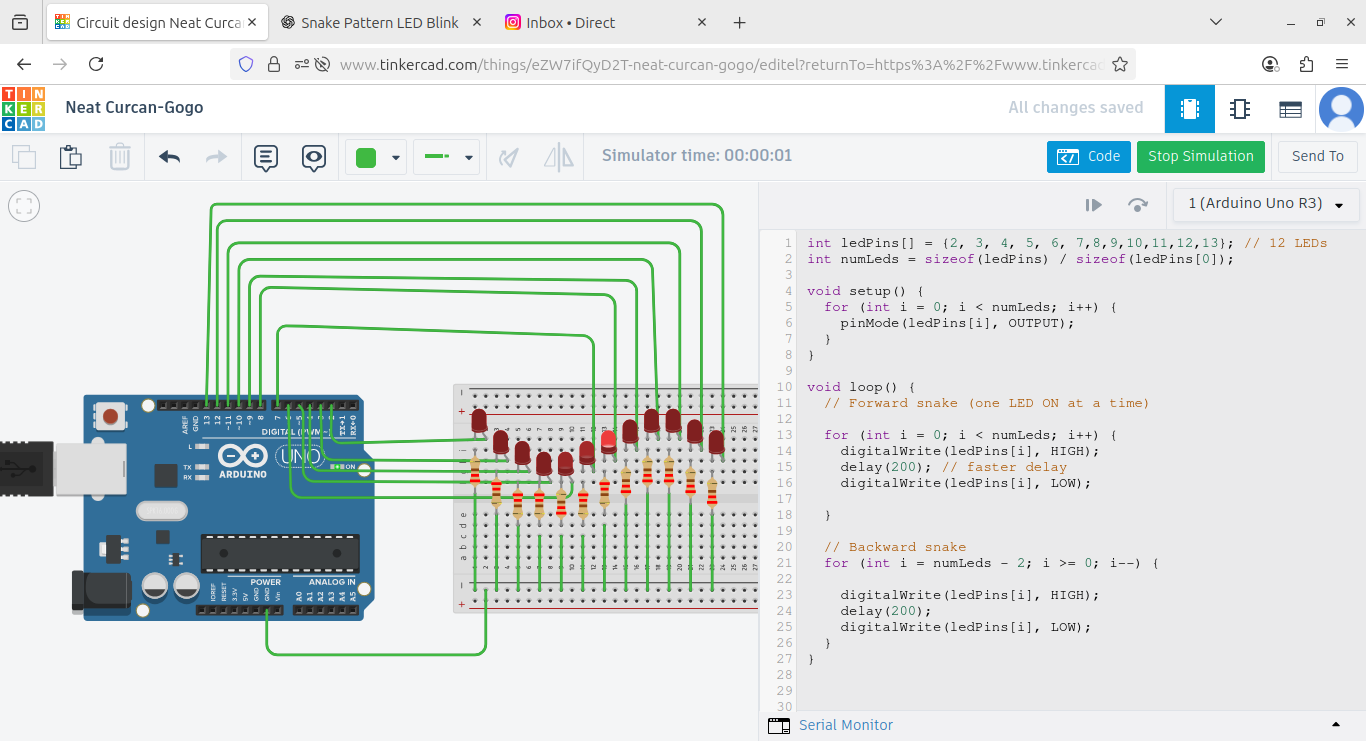 Circuit design Neat Curca
Snake Pattern LED Blink
Inbox • Direct
www.tinkercad.com/things/eZW7ifQyD2T-neat-curcan-gogo/editel?returnTo=https%3A%2F%2Fwww.tinkercad
TIN
KER
CAD
Neat Curcan-Gogo
All changes saved
Simulator time: 00:00:01
Code
Stop Simulation
Send To
1 (Arduino Uno R3)
AREF
GND
13
12
~11
~10
~9
8
7
TX→1
RX←0
DIGITAL (PWM~)
L
TX
RX
UNO
ON
ARDUINO
POWER
ANALOG IN
IOREF
RESET
3.3V
5V
GND
GND
Vin
A0
A1
A2
A3
A4
A5
1 int ledPins[] = {2, 3, 4, 5, 6, 7,8,9,10,11,12,13}; // 12 LEDs
2 int numLeds = sizeof(ledPins) / sizeof(ledPins[0]);
3
4 void setup() {
5 for (int i = 0; i < numLeds; i++) {
6 pinMode(ledPins[i], OUTPUT);
7 }
8 }
9
10 void loop() {
11 // Forward snake (one LED ON at a time)
12
13 for (int i = 0; i < numLeds; i++) {
14 digitalWrite(ledPins[i], HIGH);
15 delay(200); // faster delay
16 digitalWrite(ledPins[i], LOW);
17
18 }
19
20 // Backward snake
21 for (int i = numLeds - 2; i >= 0; i--) {
22
23 digitalWrite(ledPins[i], HIGH);
24 delay(200);
25 digitalWrite(ledPins[i], LOW);
26 }
27 }
28
29
30
Serial Monitor